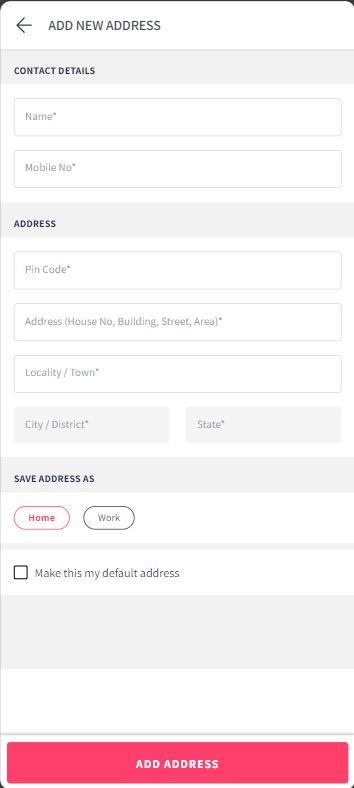 ADD NEW ADDRESS
CONTACT DETAILS
Name*
Mobile No*
ADDRESS
Pin Code*
Address (House No, Building, Street, Area)*
Locality / Town*
City / District* State*
SAVE ADDRESS AS
Home Work
Make this my default address
ADD ADDRESS